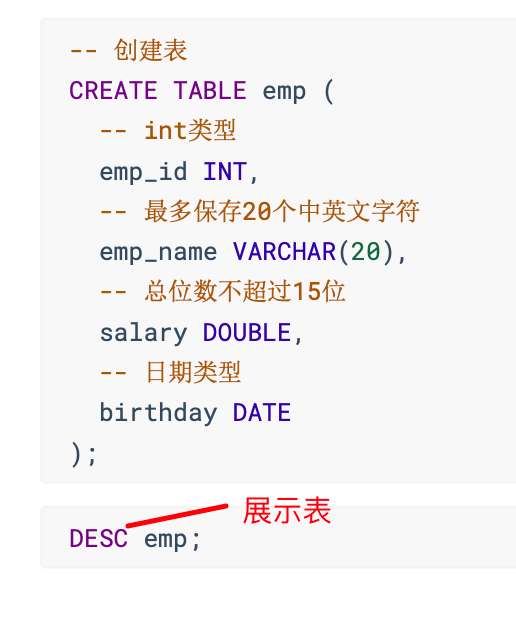 -- 创建表
CREATE TABLE emp (
-- int类型
emp_id INT,
-- 最多保存20个中英文字符
emp_name VARCHAR(20),
-- 总位数不超过15位
salary DOUBLE,
-- 日期类型
birthday DATE
);
展示表
DESC emp;